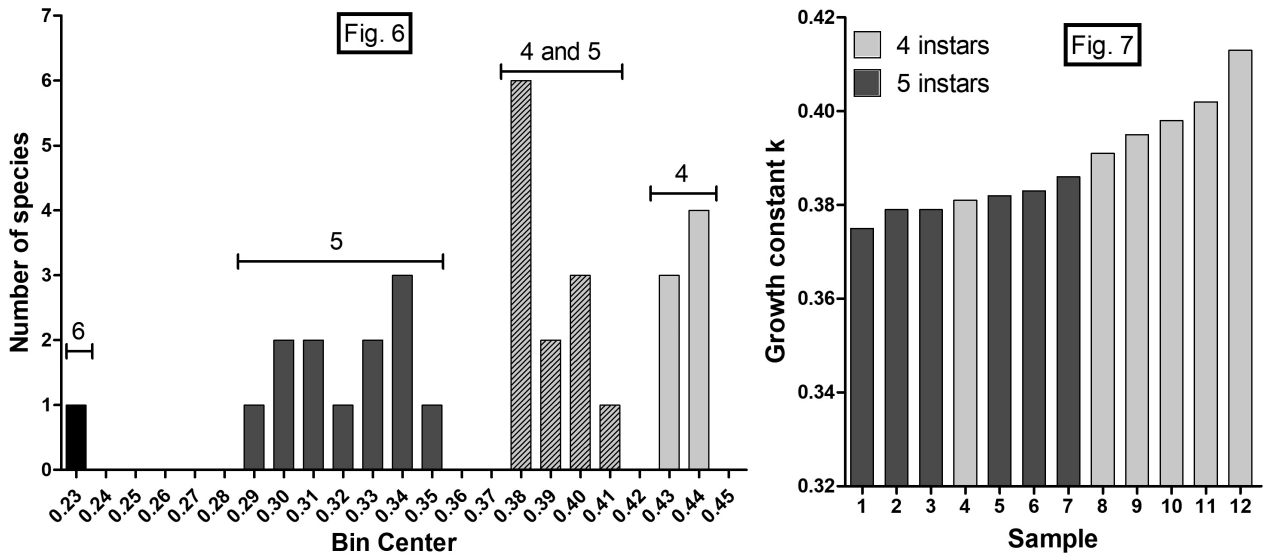 Fig. 6
Number of species
7
6
5
4
3
2
1
0
6
5
4 and 5
4
0.23 0.24 0.25 0.26 0.27 0.28 0.29 0.30 0.31 0.32 0.33 0.34 0.35 0.36 0.37 0.38 0.39 0.40 0.41 0.42 0.43 0.44 0.45
Bin Center
Fig. 7
4 instars
5 instars
Growth constant k
0.42
0.40
0.38
0.36
0.34
0.32
1 2 3 4 5 6 7 8 9 10 11 12
Sample